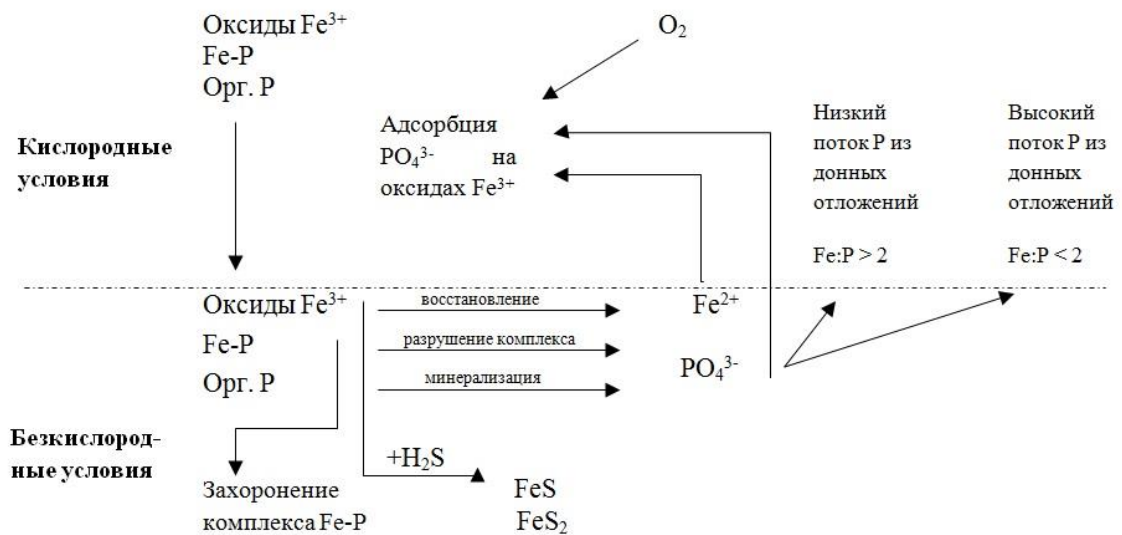 Оксиды Fe³⁺
Fe-P
Орг. P
O₂
Кислородные
условия
Адсорбция
PO₄³⁻ на
оксидах Fe³⁺
Низкий
поток P из
донных
отложений
Fe:P > 2
Высокий
поток P из
донных
отложений
Fe:P < 2
Оксиды Fe³⁺
восстановление
Fe²⁺
Fe-P
разрушение комплекса
PO₄³⁻
Орг. P
минерализация
Безкислород-
ные условия
+H₂S
Захоронение
комплекса Fe-P
FeS
FeS₂